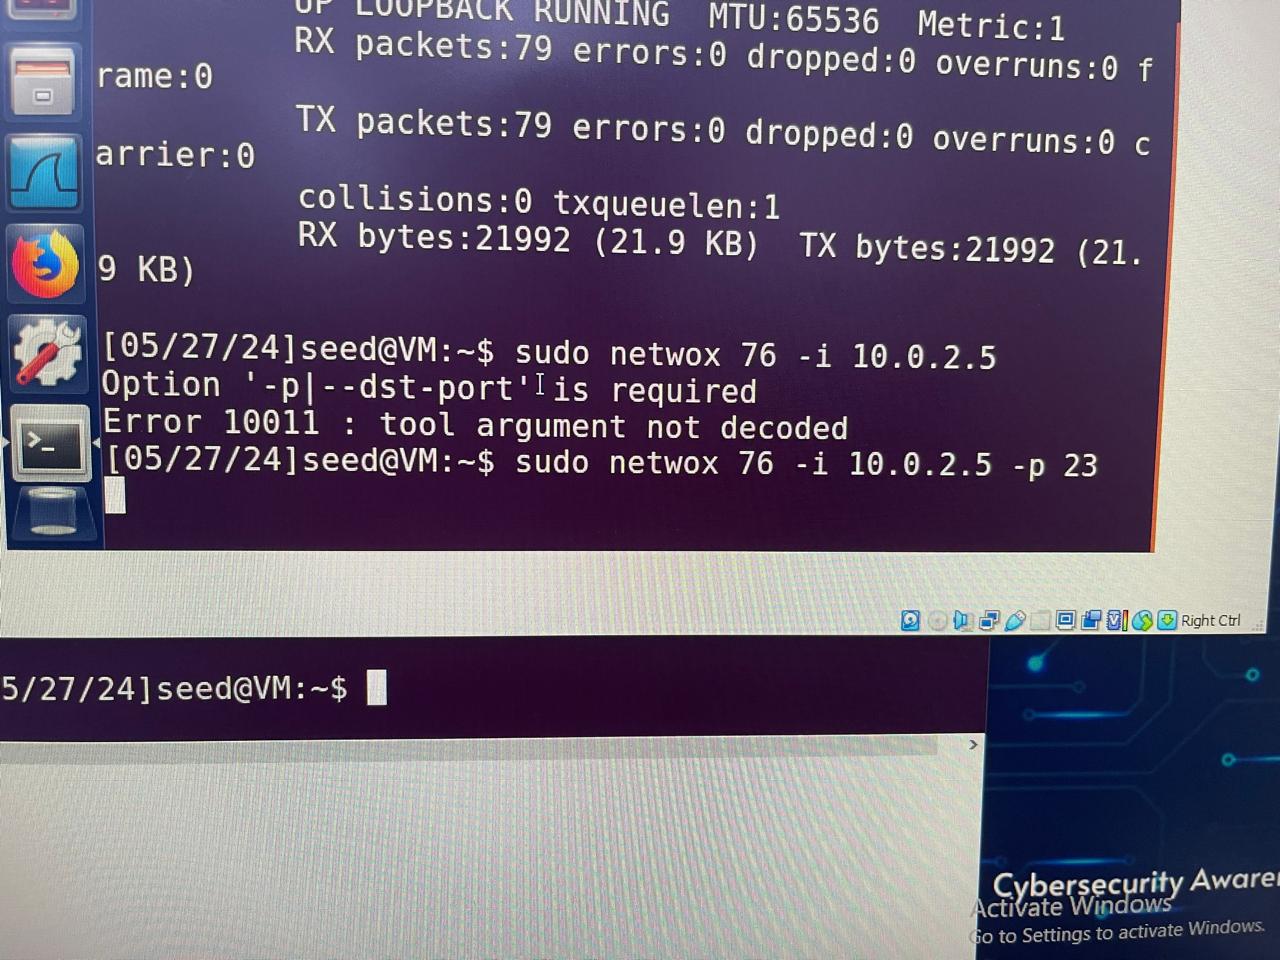 UP LOOPBACK RUNNING  MTU:65536  Metric:1
RX packets:79 errors:0 dropped:0 overruns:0 f
rame:0
TX packets:79 errors:0 dropped:0 overruns:0 c
arrier:0
collisions:0 txqueuelen:1
RX bytes:21992 (21.9 KB)  TX bytes:21992 (21.
9 KB)
[05/27/24]seed@VM:~$ sudo netwox 76 -i 10.0.2.5
Option '-p|--dst-port' is required
Error 10011 : tool argument not decoded
[05/27/24]seed@VM:~$ sudo netwox 76 -i 10.0.2.5 -p 23
Right Ctrl
5/27/24]seed@VM:~$
Cybersecurity Aware
Activate Windows
Go to Settings to activate Windows.